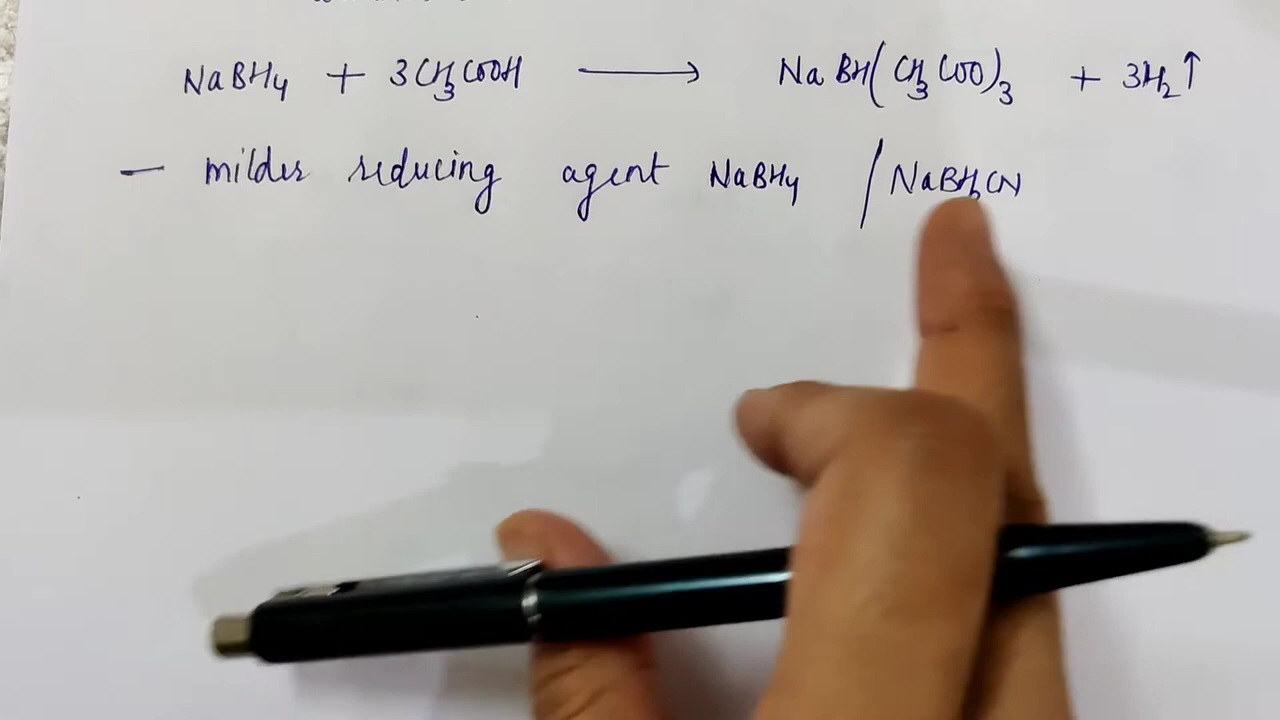 NaBH4 + 3CH3COOH ⟶ NaBH(CH3COO)3 + 3H2↑
— milder reducing agent NaBH4 / NaBH3CN